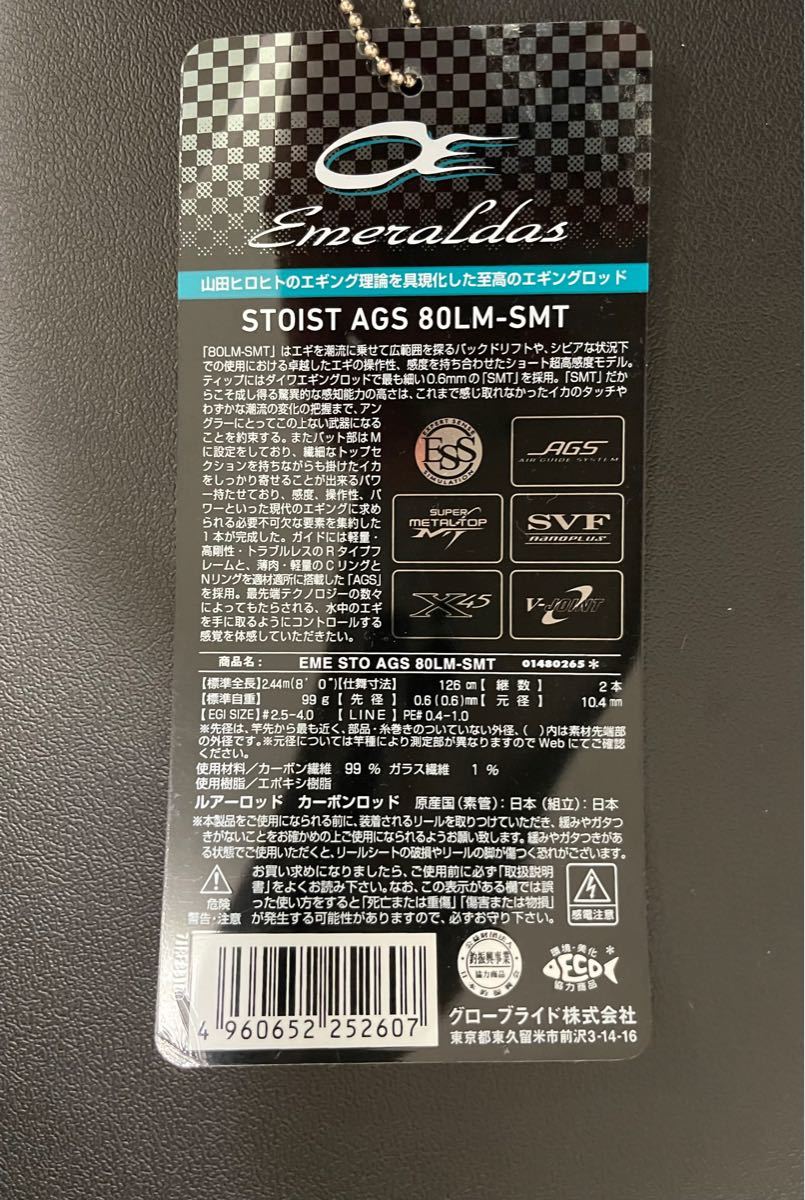 Emeraldas
山田ヒロヒトのエギング理論を具現化した至高のエギングロッド
STOIST AGS 80LM-SMT
「80LM-SMT」はエギを潮流に乗せて広範囲を探るバックドリフトや、シビアな状況下
での使用における卓越したエギの操作性、感度を持ち合わせたショート超高感度モデル。
ティップにはダイワエギングロッドで最も細い0.6mmの「SMT」を採用。「SMT」だか
らこそ成し得る驚異的な感知能力の高さは、これまで感じ取れなかったイカのタッチや
わずかな潮流の変化の把握まで、アン
グラーにとってこの上ない武器になる
ことを約束する。またバット部はM
に設定をしており、繊細なトップセ
クションを持ちながらも掛けたイカ
をしっかり寄せることが出来るパワ
ー持たせており、感度、操作性、パ
ワーといった現代のエギングに求め
られる必要不可欠な要素を集約した
1本が完成した。ガイドには軽量・
高剛性・トラブルレスのRタイプフ
レームと、薄肉・軽量のCリングと
Nリングを適材適所に搭載した「AGS」
を採用。最先端テクノロジーの数々
によってもたらされる、水中のエギ
を手に取るようにコントロールする
感覚を体感していただきたい。
EXPERT SENSE
ESS
SIMULATION
AGS
AIR GUIDE SYSTEM
SUPER
METAL-TOP
MT
SVF
nanoPLUS
X45
V-JOINT
商品名： EME STO AGS 80LM-SMT 01480265＊
【標準全長】2.44m(8′0″)【仕舞寸法】 126cm【継数】 2本
【標準自重】 99g【先径】 0.6(0.6)mm【元径】 10.4mm
【EGI SIZE】#2.5-4.0 【LINE】PE# 0.4-1.0
※先径は、竿先から最も近く、部品・糸巻きのついていない外径、( )内は素材先端部
の外径です。※元径については竿種により測定部が異なりますのでWebにてご確認
ください。
使用材料／カーボン繊維 99％ ガラス繊維 1％
使用樹脂／エポキシ樹脂
ルアーロッド カーボンロッド 原産国(素管)：日本(組立)：日本
※本製品をご使用になられる前に、装着されるリールを取りつけていただき、緩みやガタつ
きがないことをお確かめの上ご使用になられるようお願い致します。緩みやガタつきがあ
る状態でご使用いただくと、リールシートの破損やリールの脚が傷つく恐れがございます。
危険
警告・注意
お買い求めになりましたら、ご使用前に必ず「取扱説明
書」をよくお読み下さい。なお、この表示がある欄では誤
った使い方をすると「死亡または重傷」「傷害または物損」
が発生する可能性がありますので、必ずお守り下さい。
感電注意
4 960652 252607
公益財団法人
釣振興事業
協力商品
日本釣振興会
環境・美化
ECO
協力商品
グローブライド株式会社
東京都東久留米市前沢3-14-16